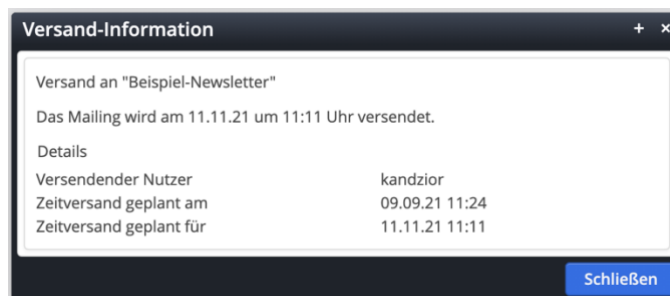 Versand-Information
Versand an "Beispiel-Newsletter"
Das Mailing wird am 11.11.21 um 11:11 Uhr versendet.
Details
Versendender Nutzer kandzior
Zeitversand geplant am 09.09.21 11:24
Zeitversand geplant für 11.11.21 11:11
Schließen